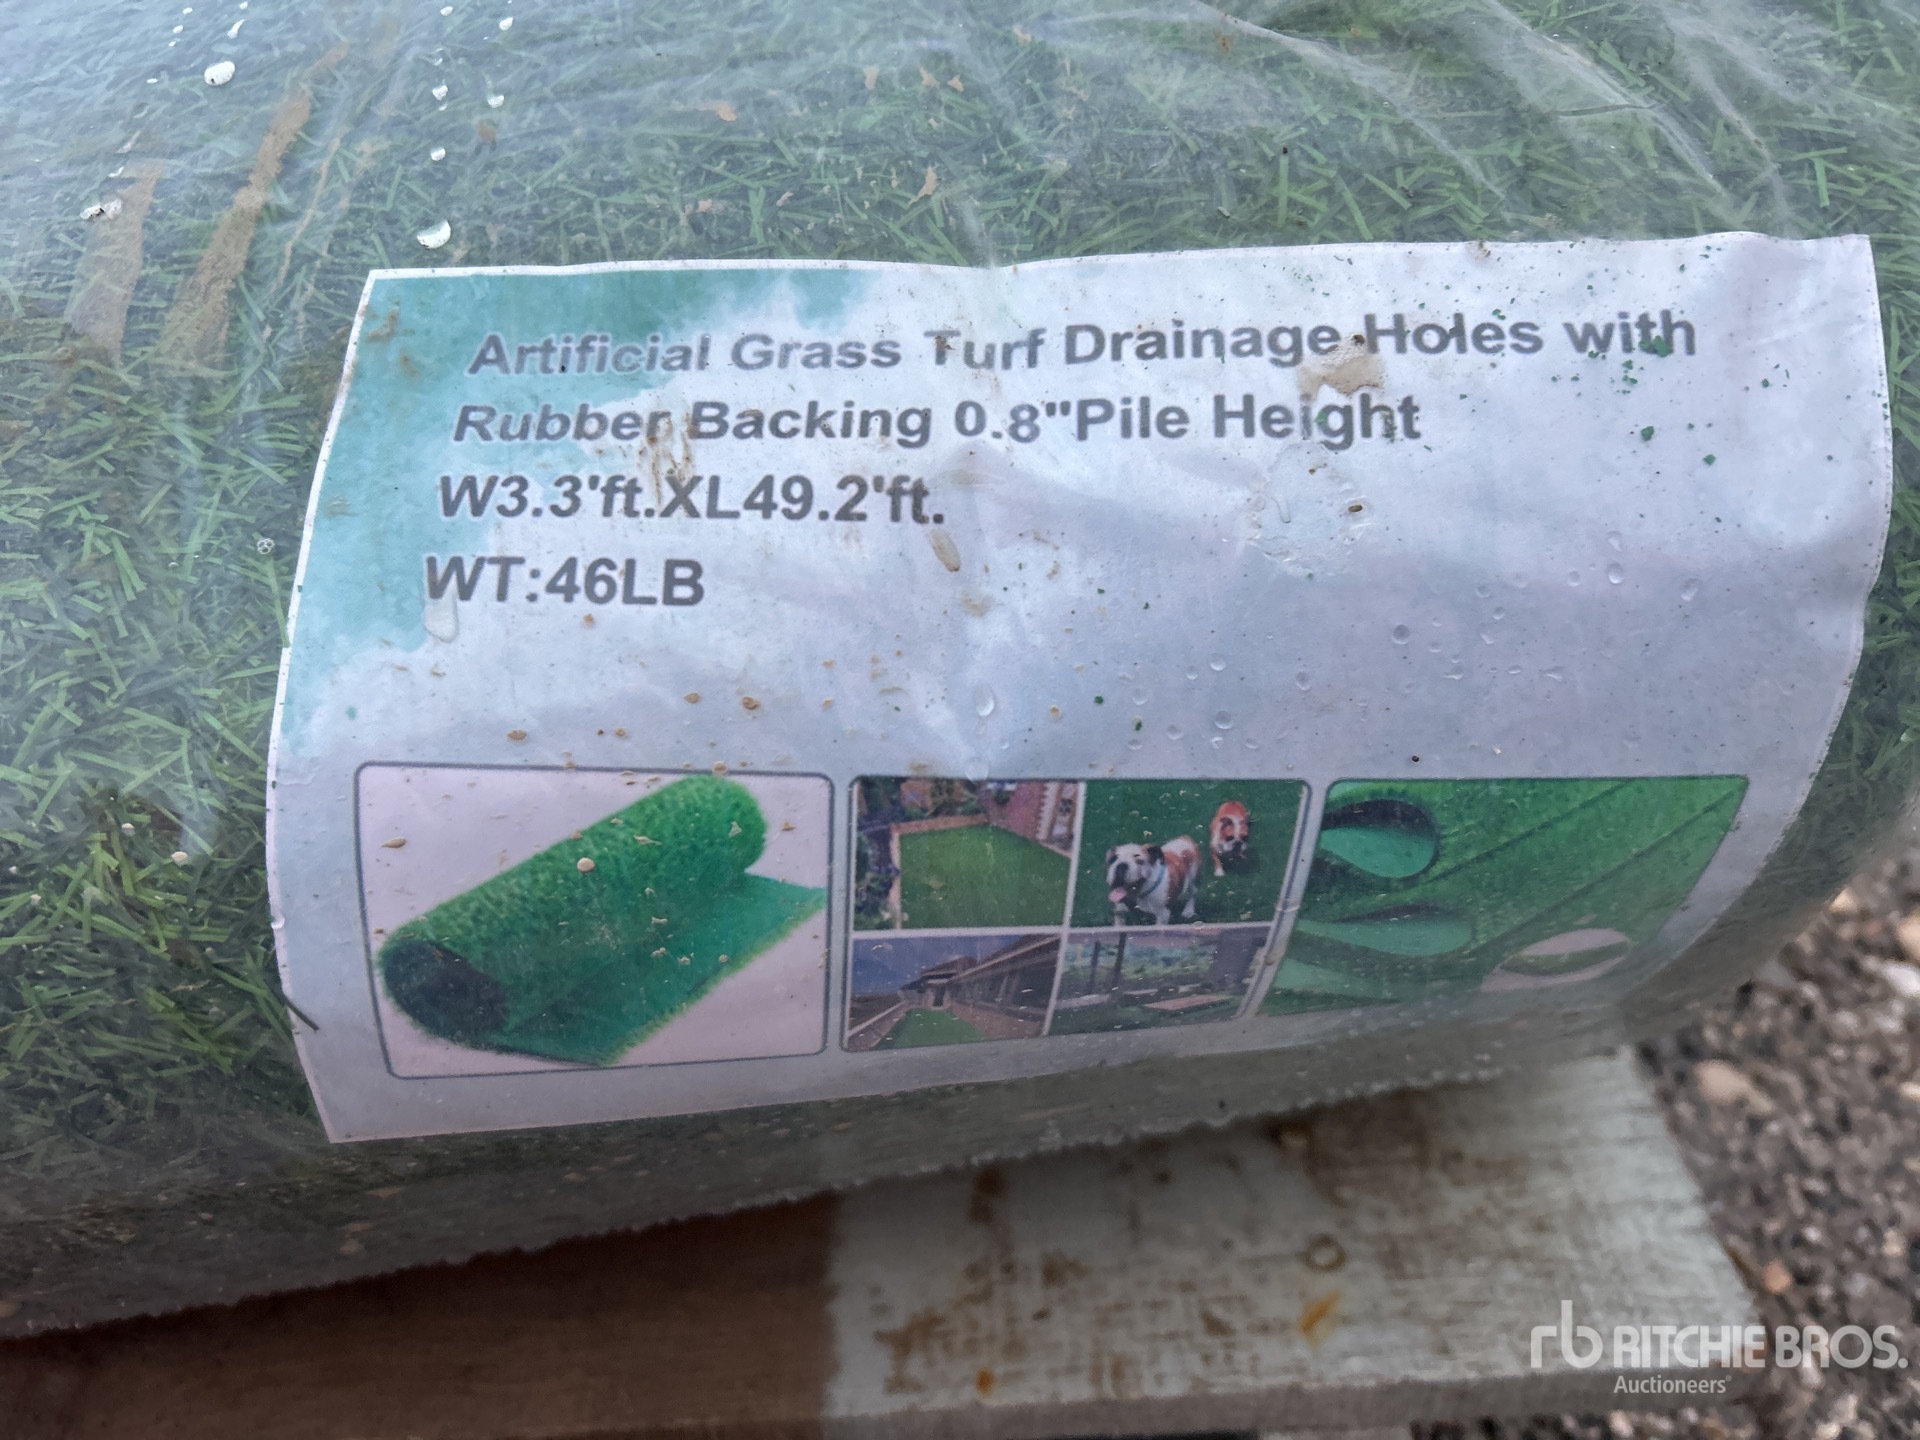 Artificial Grass Turf Drainage Holes with
Rubber Backing 0.8"Pile Height
W3.3'ft.XL49.2'ft.
WT:46LB
rb RITCHIE BROS.
Auctioneers